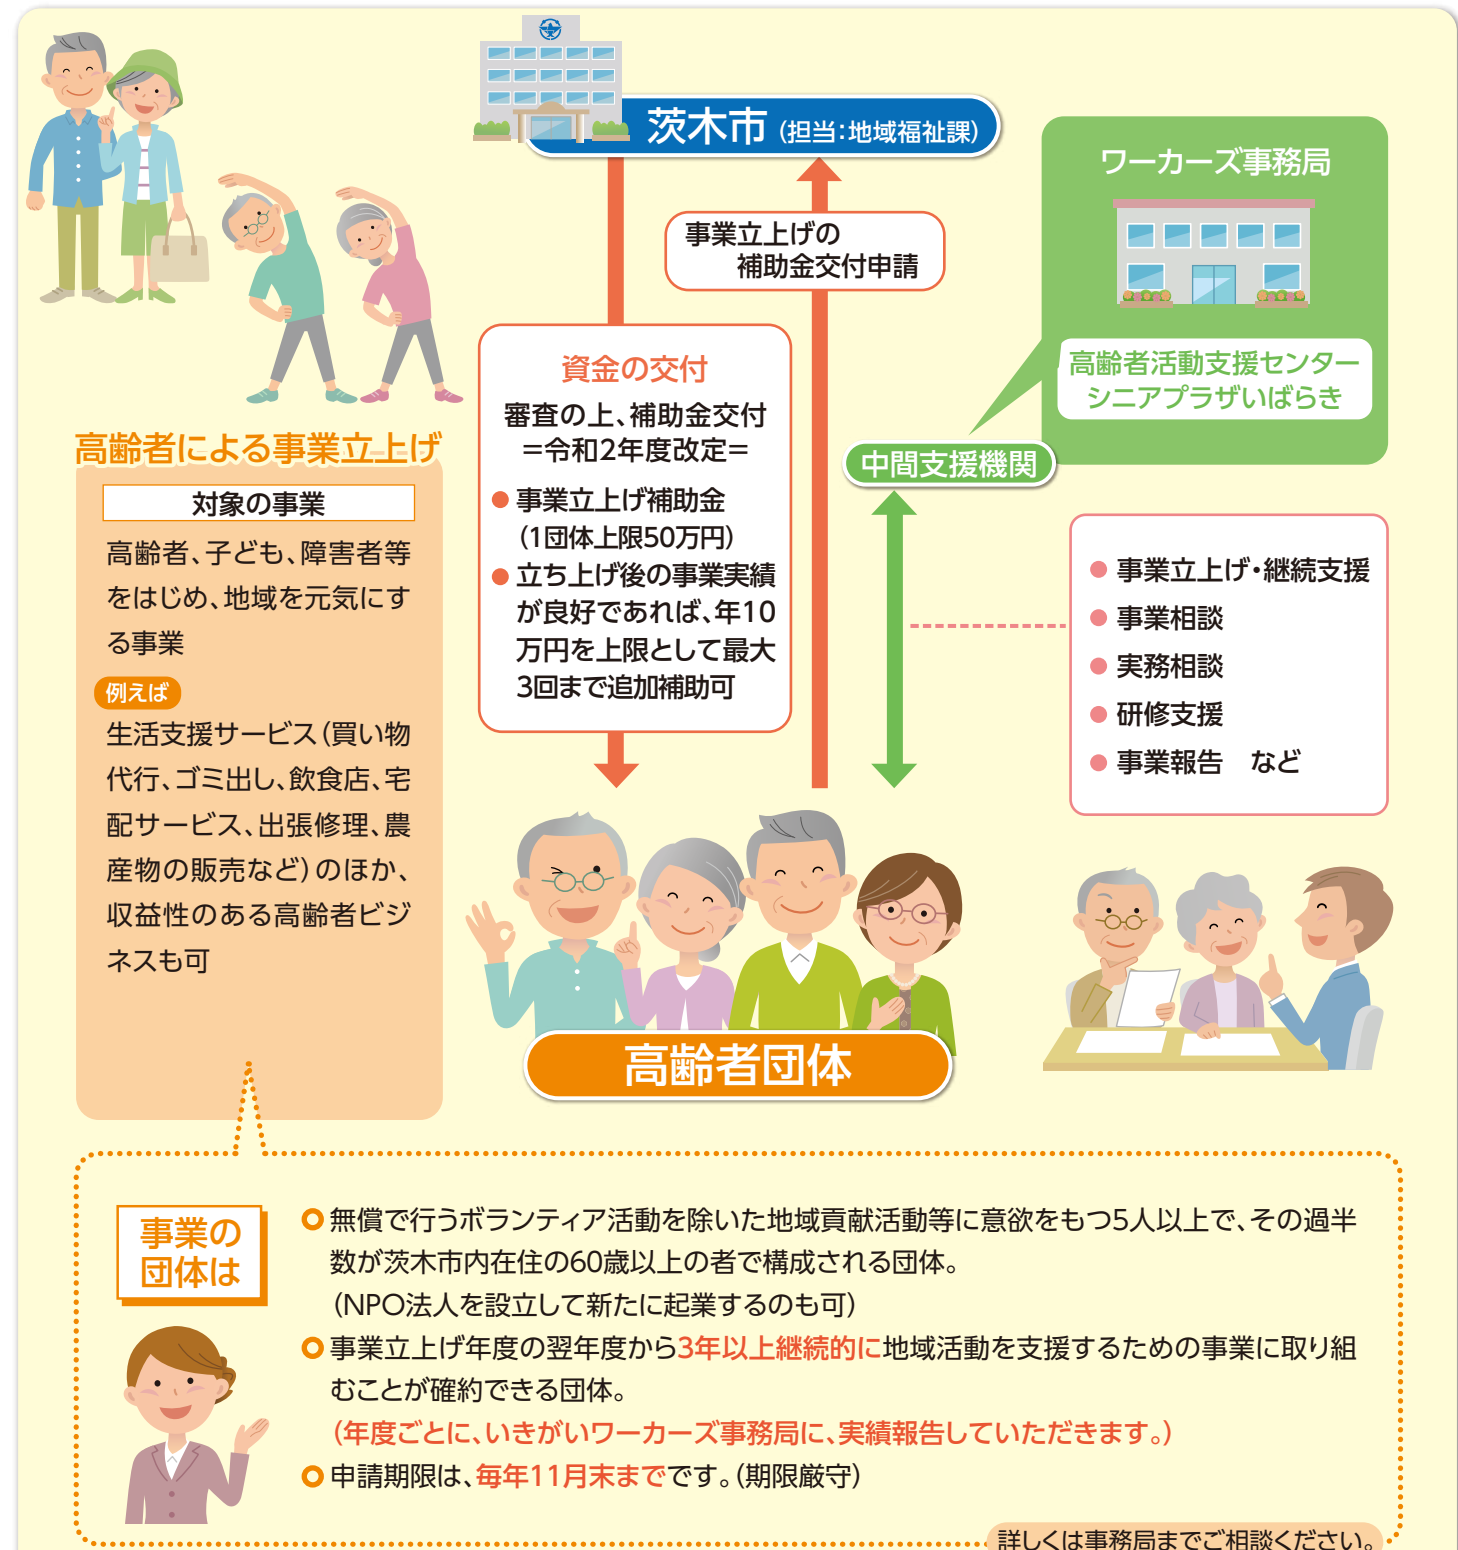 茨木市(担当:地域福祉課)
ワーカーズ事務局
高齢者活動支援センター
シニアプラザいばらき
中間支援機関
事業立上げの
補助金交付申請
資金の交付
審査の上、補助金交付
=令和2年度改定=
●事業立上げ補助金
(1団体上限50万円)
●立ち上げ後の事業実績
が良好であれば、年10
万円を上限として最大
3回まで追加補助可
高齢者による事業立上げ
対象の事業
高齢者、子ども、障害者等
をはじめ、地域を元気にす
る事業
例えば
生活支援サービス(買い物
代行、ゴミ出し、飲食店、宅
配サービス、出張修理、農
産物の販売など)のほか、
収益性のある高齢者ビジ
ネスも可
●事業立上げ・継続支援
●事業相談
●実務相談
●研修支援
●事業報告 など
高齢者団体
事業の
団体は
○無償で行うボランティア活動を除いた地域貢献活動等に意欲をもつ5人以上で、その過半
数が茨木市内在住の60歳以上の者で構成される団体。
(NPO法人を設立して新たに起業するのも可)
○事業立上げ年度の翌年度から3年以上継続的に地域活動を支援するための事業に取り組
むことが確約できる団体。
(年度ごとに、いきがいワーカーズ事務局に、実績報告していただきます。)
○申請期限は、毎年11月末までです。(期限厳守)
詳しくは事務局までご相談ください。